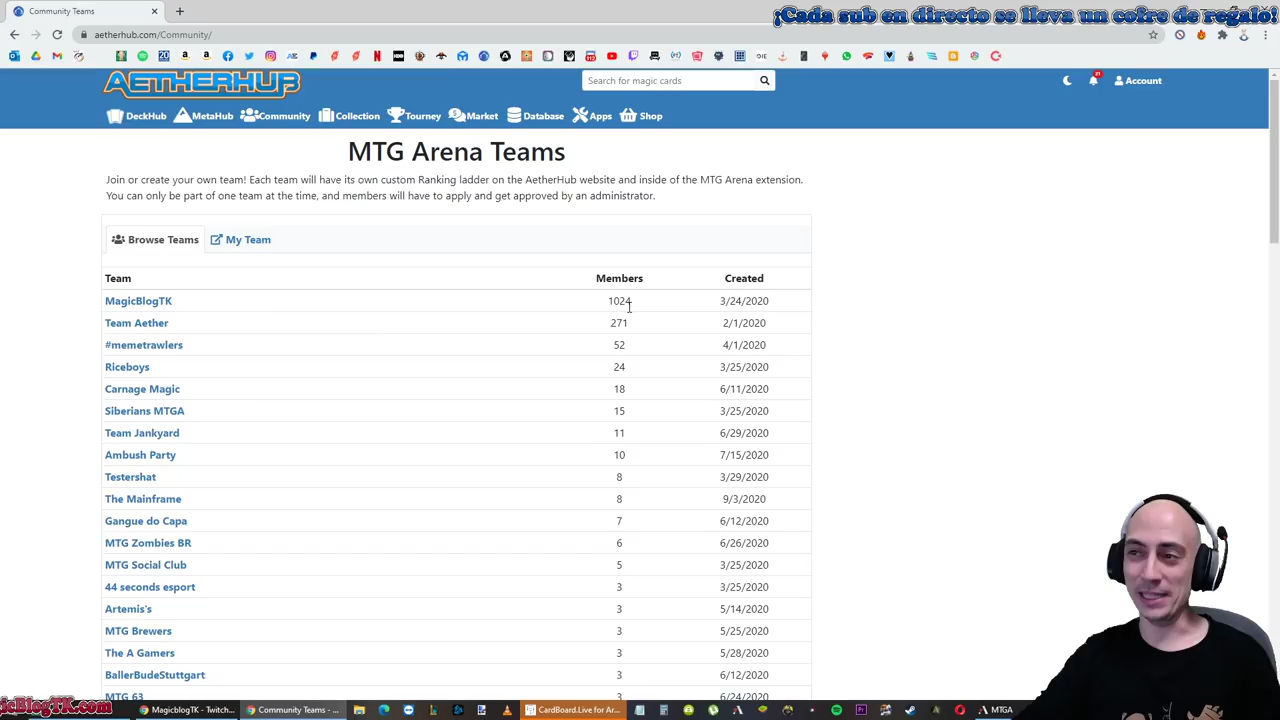 Community Teams
¡Cada sub en directo se lleva un cofre de regalo!
aetherhub.com/Community/
AETHERHUB
Search for magic cards
21
Account
DeckHub MetaHub Community Collection Tourney Market Database Apps Shop
MTG Arena Teams
Join or create your own team! Each team will have its own custom Ranking ladder on the AetherHub website and inside of the MTG Arena extension.
You can only be part of one team at the time, and members will have to apply and get approved by an administrator.
Browse Teams My Team
Team Members Created
MagicBlogTK 1024 3/24/2020
Team Aether 271 2/1/2020
#memetrawlers 52 4/1/2020
Riceboys 24 3/25/2020
Carnage Magic 18 6/11/2020
Siberians MTGA 15 3/25/2020
Team Jankyard 11 6/29/2020
Ambush Party 10 7/15/2020
Testershat 8 3/29/2020
The Mainframe 8 9/3/2020
Gangue do Capa 7 6/12/2020
MTG Zombies BR 6 6/26/2020
MTG Social Club 5 3/25/2020
44 seconds esport 3 3/25/2020
Artemis's 3 5/14/2020
MTG Brewers 3 5/25/2020
The A Gamers 3 5/28/2020
BallerBudeStuttgart 3 6/12/2020
MTG 63 3 6/24/2020
icBlogTK.com MagicblogTK - Twitch... Community Teams - ... CardBoard.Live for Ar... MTGA